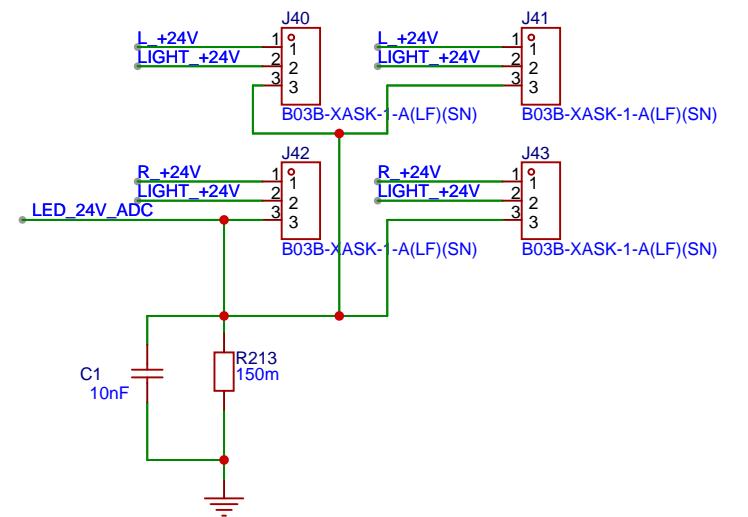 J40
L_+24V
LIGHT_+24V
1
2
3
1
2
3
B03B-XASK-1-A(LF)(SN)
J41
L_+24V
LIGHT_+24V
1
2
3
1
2
3
B03B-XASK-1-A(LF)(SN)
J42
R_+24V
LIGHT_+24V
LED_24V_ADC
1
2
3
1
2
3
B03B-XASK-1-A(LF)(SN)
J43
R_+24V
LIGHT_+24V
1
2
3
1
2
3
B03B-XASK-1-A(LF)(SN)
C1
10nF
R213
150m